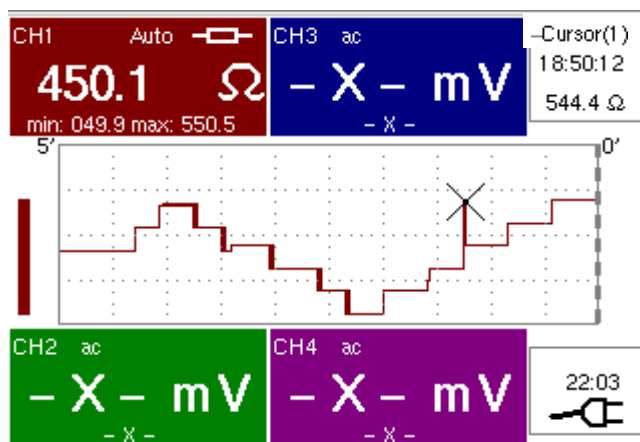 CH1 Auto
450.1 Ω
min: 049.9 max: 550.5
CH3 ac
– X – mV
– X –
–Cursor(1)
18:50:12
544.4 Ω
5' 0'
CH2 ac
– X – mV
– X –
CH4 ac
– X – mV
– X –
22:03